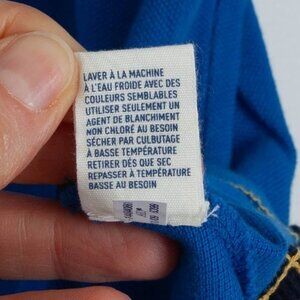 LAVER À LA MACHINE
À L'EAU FROIDE AVEC DES
COULEURS SEMBLABLES
UTILISER SEULEMENT UN
AGENT DE BLANCHIMENT
NON CHLORÉ AU BESOIN
SÉCHER PAR CULBUTAGE
À BASSE TEMPÉRATURE
RETIRER DÈS QUE SEC
REPASSER À TEMPÉRATURE
BASSE AU BESOIN